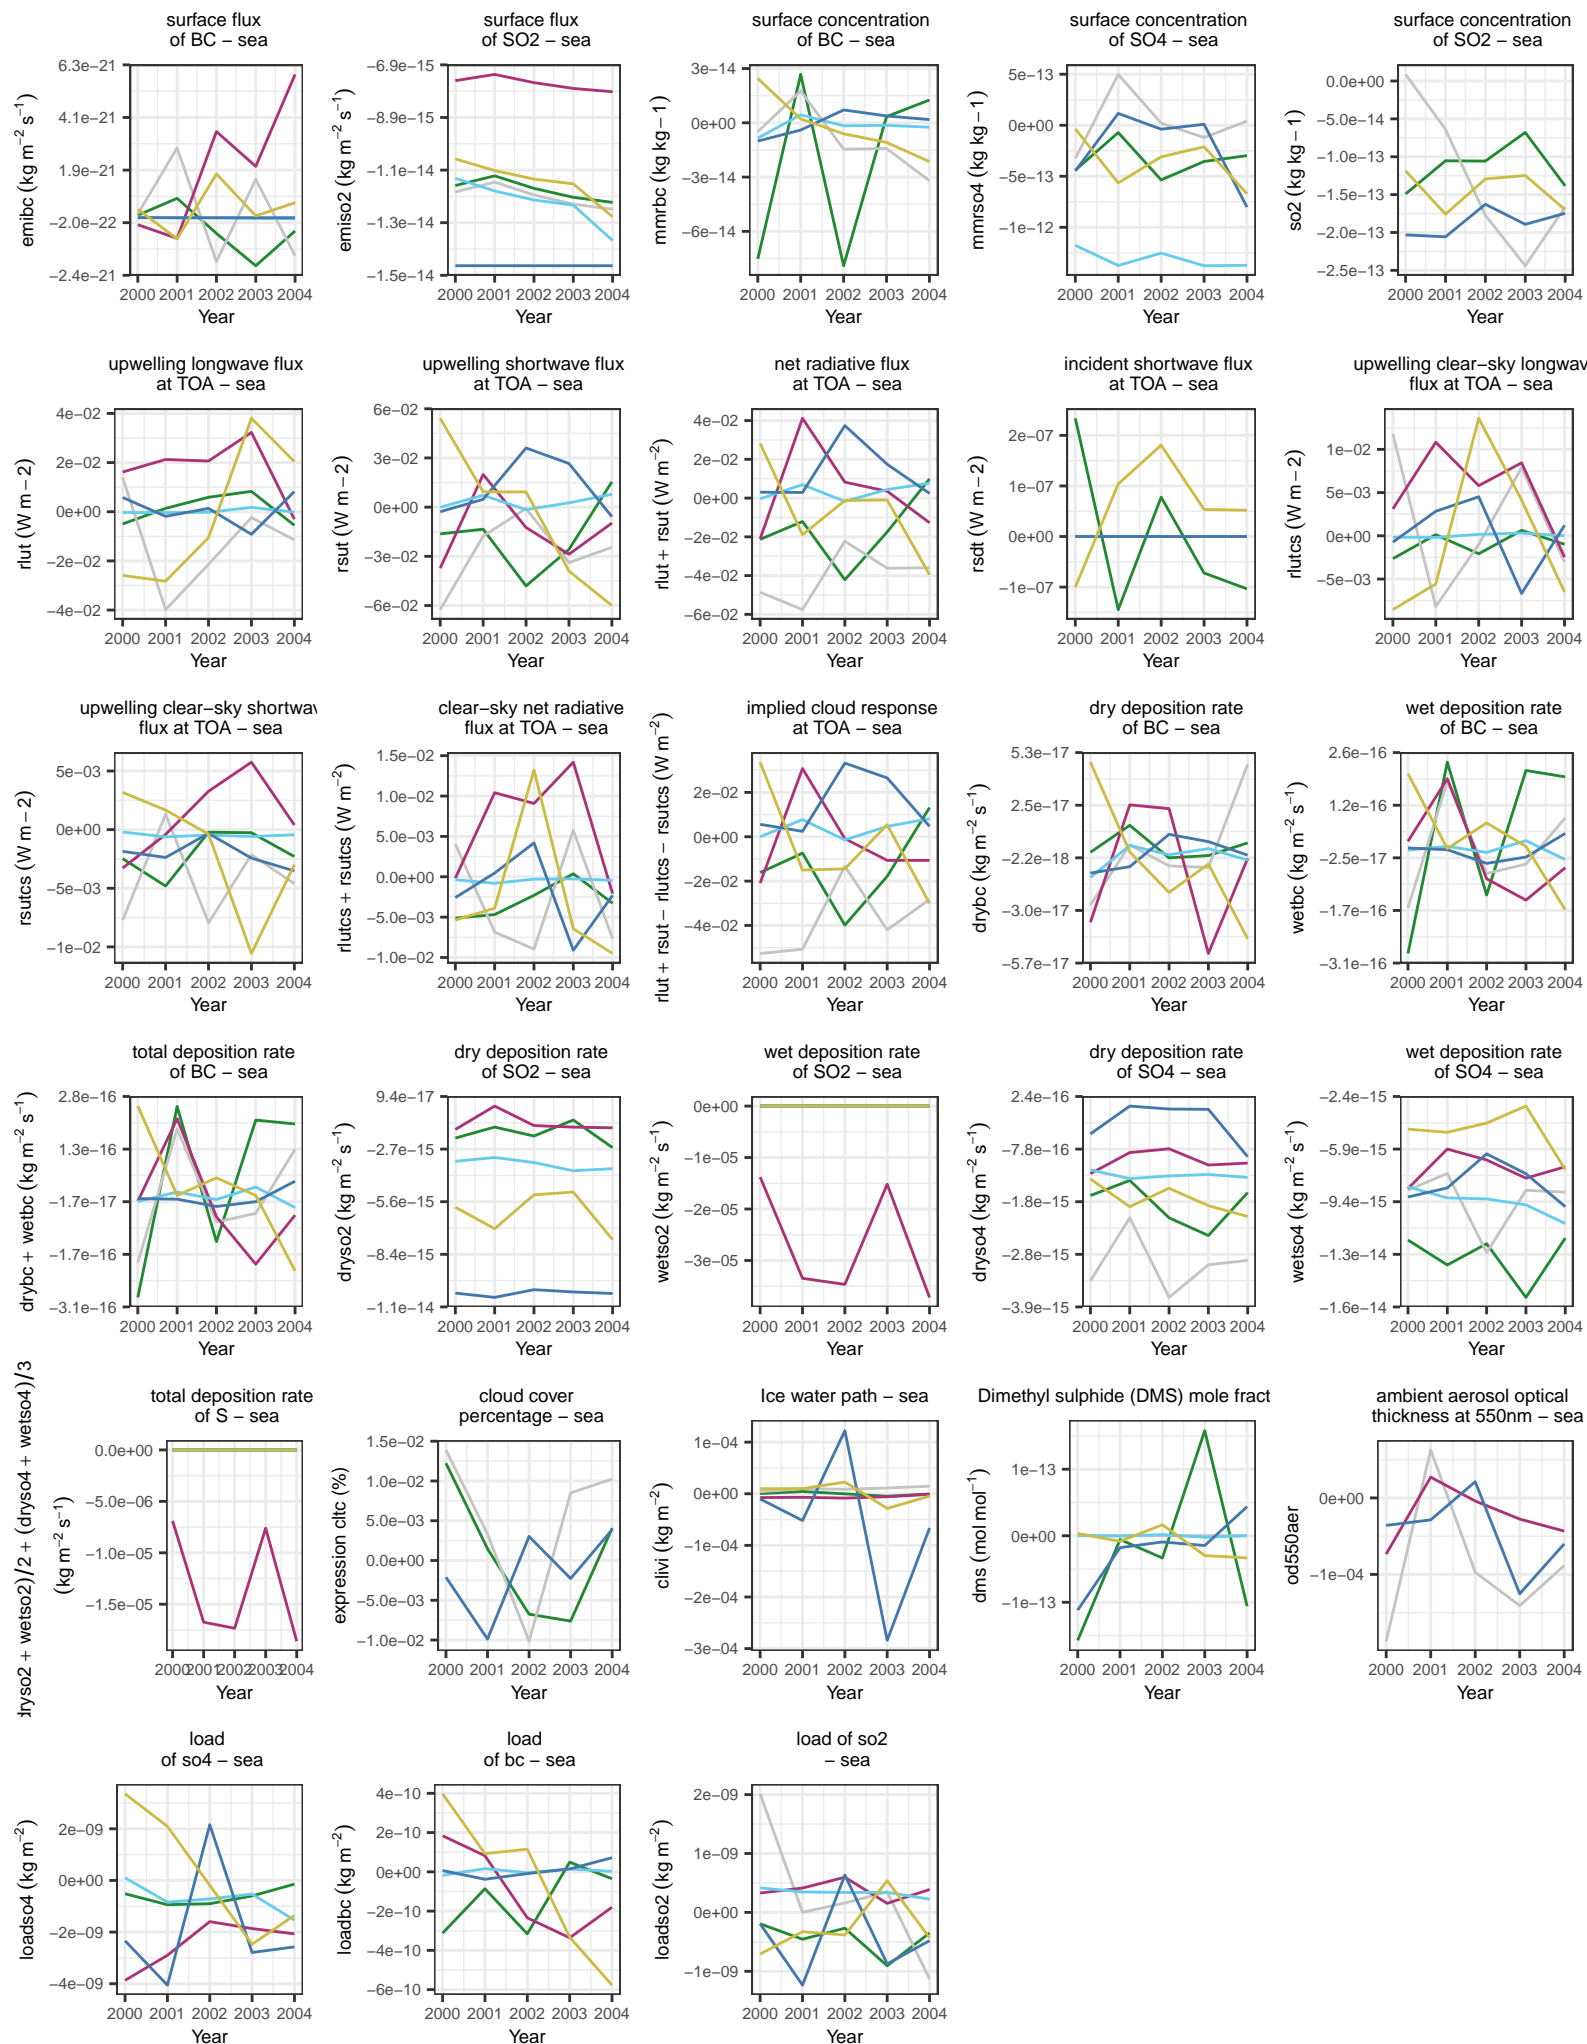 surface flux
of BC − sea
surface flux
of SO2 − sea
surface concentration
of BC − sea
surface concentration
of SO4 − sea
surface concentration
of SO2 − sea
emibc (kg m−2 s−1)
6.3e−21
4.1e−21
1.9e−21
−2.0e−22
−2.4e−21
2000 2001 2002 2003 2004
Year
emiso2 (kg m−2 s−1)
−6.9e−15
−8.9e−15
−1.1e−14
−1.3e−14
−1.5e−14
2000 2001 2002 2003 2004
Year
mmrbc (kg kg − 1)
3e−14
0e+00
−3e−14
−6e−14
2000 2001 2002 2003 2004
Year
mmrso4 (kg kg − 1)
5e−13
0e+00
−5e−13
−1e−12
2000 2001 2002 2003 2004
Year
so2 (kg kg − 1)
0.0e+00
−5.0e−14
−1.0e−13
−1.5e−13
−2.0e−13
−2.5e−13
2000 2001 2002 2003 2004
Year
upwelling longwave flux
at TOA − sea
upwelling shortwave flux
at TOA − sea
net radiative flux
at TOA − sea
incident shortwave flux
at TOA − sea
upwelling clear−sky longwav
flux at TOA − sea
rlut (W m − 2)
4e−02
2e−02
0e+00
−2e−02
−4e−02
2000 2001 2002 2003 2004
Year
rsut (W m − 2)
6e−02
3e−02
0e+00
−3e−02
−6e−02
2000 2001 2002 2003 2004
Year
rlut + rsut (W m−2)
4e−02
2e−02
0e+00
−2e−02
−4e−02
−6e−02
2000 2001 2002 2003 2004
Year
rsdt (W m − 2)
2e−07
1e−07
0e+00
−1e−07
2000 2001 2002 2003 2004
Year
rlutcs (W m − 2)
1e−02
5e−03
0e+00
−5e−03
2000 2001 2002 2003 2004
Year
upwelling clear−sky shortwav
flux at TOA − sea
clear−sky net radiative
flux at TOA − sea
implied cloud response
at TOA − sea
dry deposition rate
of BC − sea
wet deposition rate
of BC − sea
rsutcs (W m − 2)
5e−03
0e+00
−5e−03
−1e−02
2000 2001 2002 2003 2004
Year
rlutcs + rsutcs (W m−2)
1.5e−02
1.0e−02
5.0e−03
0.0e+00
−5.0e−03
−1.0e−02
2000 2001 2002 2003 2004
Year
rlut + rsut − rlutcs − rsutcs (W m−2)
2e−02
0e+00
−2e−02
−4e−02
2000 2001 2002 2003 2004
Year
drybc (kg m−2 s−1)
5.3e−17
2.5e−17
−2.2e−18
−3.0e−17
−5.7e−17
2000 2001 2002 2003 2004
Year
wetbc (kg m−2 s−1)
2.6e−16
1.2e−16
−2.5e−17
−1.7e−16
−3.1e−16
2000 2001 2002 2003 2004
Year
total deposition rate
of BC − sea
dry deposition rate
of SO2 − sea
wet deposition rate
of SO2 − sea
dry deposition rate
of SO4 − sea
wet deposition rate
of SO4 − sea
drybc + wetbc (kg m−2 s−1)
2.8e−16
1.3e−16
−1.7e−17
−1.7e−16
−3.1e−16
2000 2001 2002 2003 2004
Year
dryso2 (kg m−2 s−1)
9.4e−17
−2.7e−15
−5.6e−15
−8.4e−15
−1.1e−14
2000 2001 2002 2003 2004
Year
wetso2 (kg m−2 s−1)
0e+00
−1e−05
−2e−05
−3e−05
2000 2001 2002 2003 2004
Year
dryso4 (kg m−2 s−1)
2.4e−16
−7.8e−16
−1.8e−15
−2.8e−15
−3.9e−15
2000 2001 2002 2003 2004
Year
wetso4 (kg m−2 s−1)
−2.4e−15
−5.9e−15
−9.4e−15
−1.3e−14
−1.6e−14
2000 2001 2002 2003 2004
Year
total deposition rate
of S − sea
cloud cover
percentage − sea
Ice water path − sea
Dimethyl sulphide (DMS) mole fract
ambient aerosol optical
thickness at 550nm − sea
dryso2 + wetso2)/2 + (dryso4 + wetso4)/3
(kg m−2 s−1)
0.0e+00
−5.0e−06
−1.0e−05
−1.5e−05
2000 2001 2002 2003 2004
Year
expression cltc (%)
1.5e−02
1.0e−02
5.0e−03
0.0e+00
−5.0e−03
−1.0e−02
2000 2001 2002 2003 2004
Year
clivi (kg m−2)
1e−04
0e+00
−1e−04
−2e−04
−3e−04
2000 2001 2002 2003 2004
Year
dms (mol mol−1)
1e−13
0e+00
−1e−13
2000 2001 2002 2003 2004
Year
od550aer
0e+00
−1e−04
2000 2001 2002 2003 2004
Year
load
of so4 − sea
load
of bc − sea
load of so2
− sea
loadso4 (kg m−2)
2e−09
0e+00
−2e−09
−4e−09
2000 2001 2002 2003 2004
Year
loadbc (kg m−2)
4e−10
2e−10
0e+00
−2e−10
−4e−10
−6e−10
2000 2001 2002 2003 2004
Year
loadso2 (kg m−2)
2e−09
1e−09
0e+00
−1e−09
2000 2001 2002 2003 2004
Year